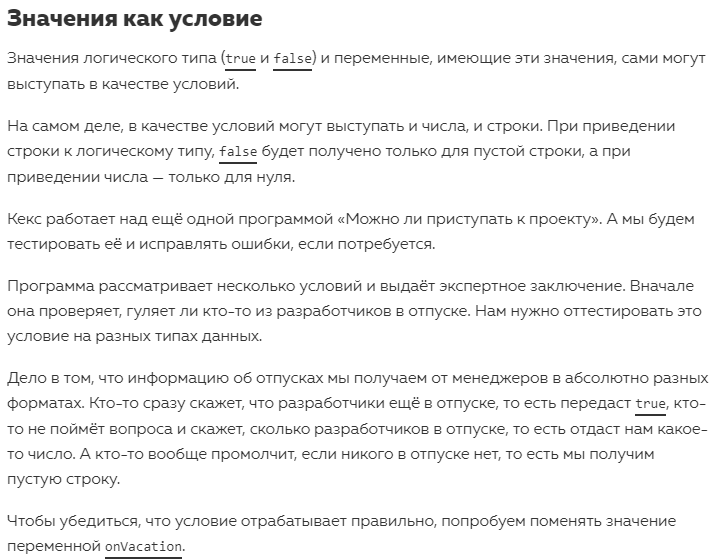 Значения как условие
Значения логического типа (true и false) и переменные, имеющие эти значения, сами могут
выступать в качестве условий.
На самом деле, в качестве условий могут выступать и числа, и строки. При приведении
строки к логическому типу, false будет получено только для пустой строки, а при
приведении числа — только для нуля.
Кекс работает над ещё одной программой «Можно ли приступать к проекту». А мы будем
тестировать её и исправлять ошибки, если потребуется.
Программа рассматривает несколько условий и выдаёт экспертное заключение. Вначале
она проверяет, гуляет ли кто-то из разработчиков в отпуске. Нам нужно оттестировать это
условие на разных типах данных.
Дело в том, что информацию об отпусках мы получаем от менеджеров в абсолютно разных
форматах. Кто-то сразу скажет, что разработчики ещё в отпуске, то есть передаст true, кто-
то не поймёт вопроса и скажет, сколько разработчиков в отпуске, то есть отдаст нам какое-
то число. А кто-то вообще промолчит, если никого в отпуске нет, то есть мы получим
пустую строку.
Чтобы убедиться, что условие отрабатывает правильно, попробуем поменять значение
переменной onVacation.